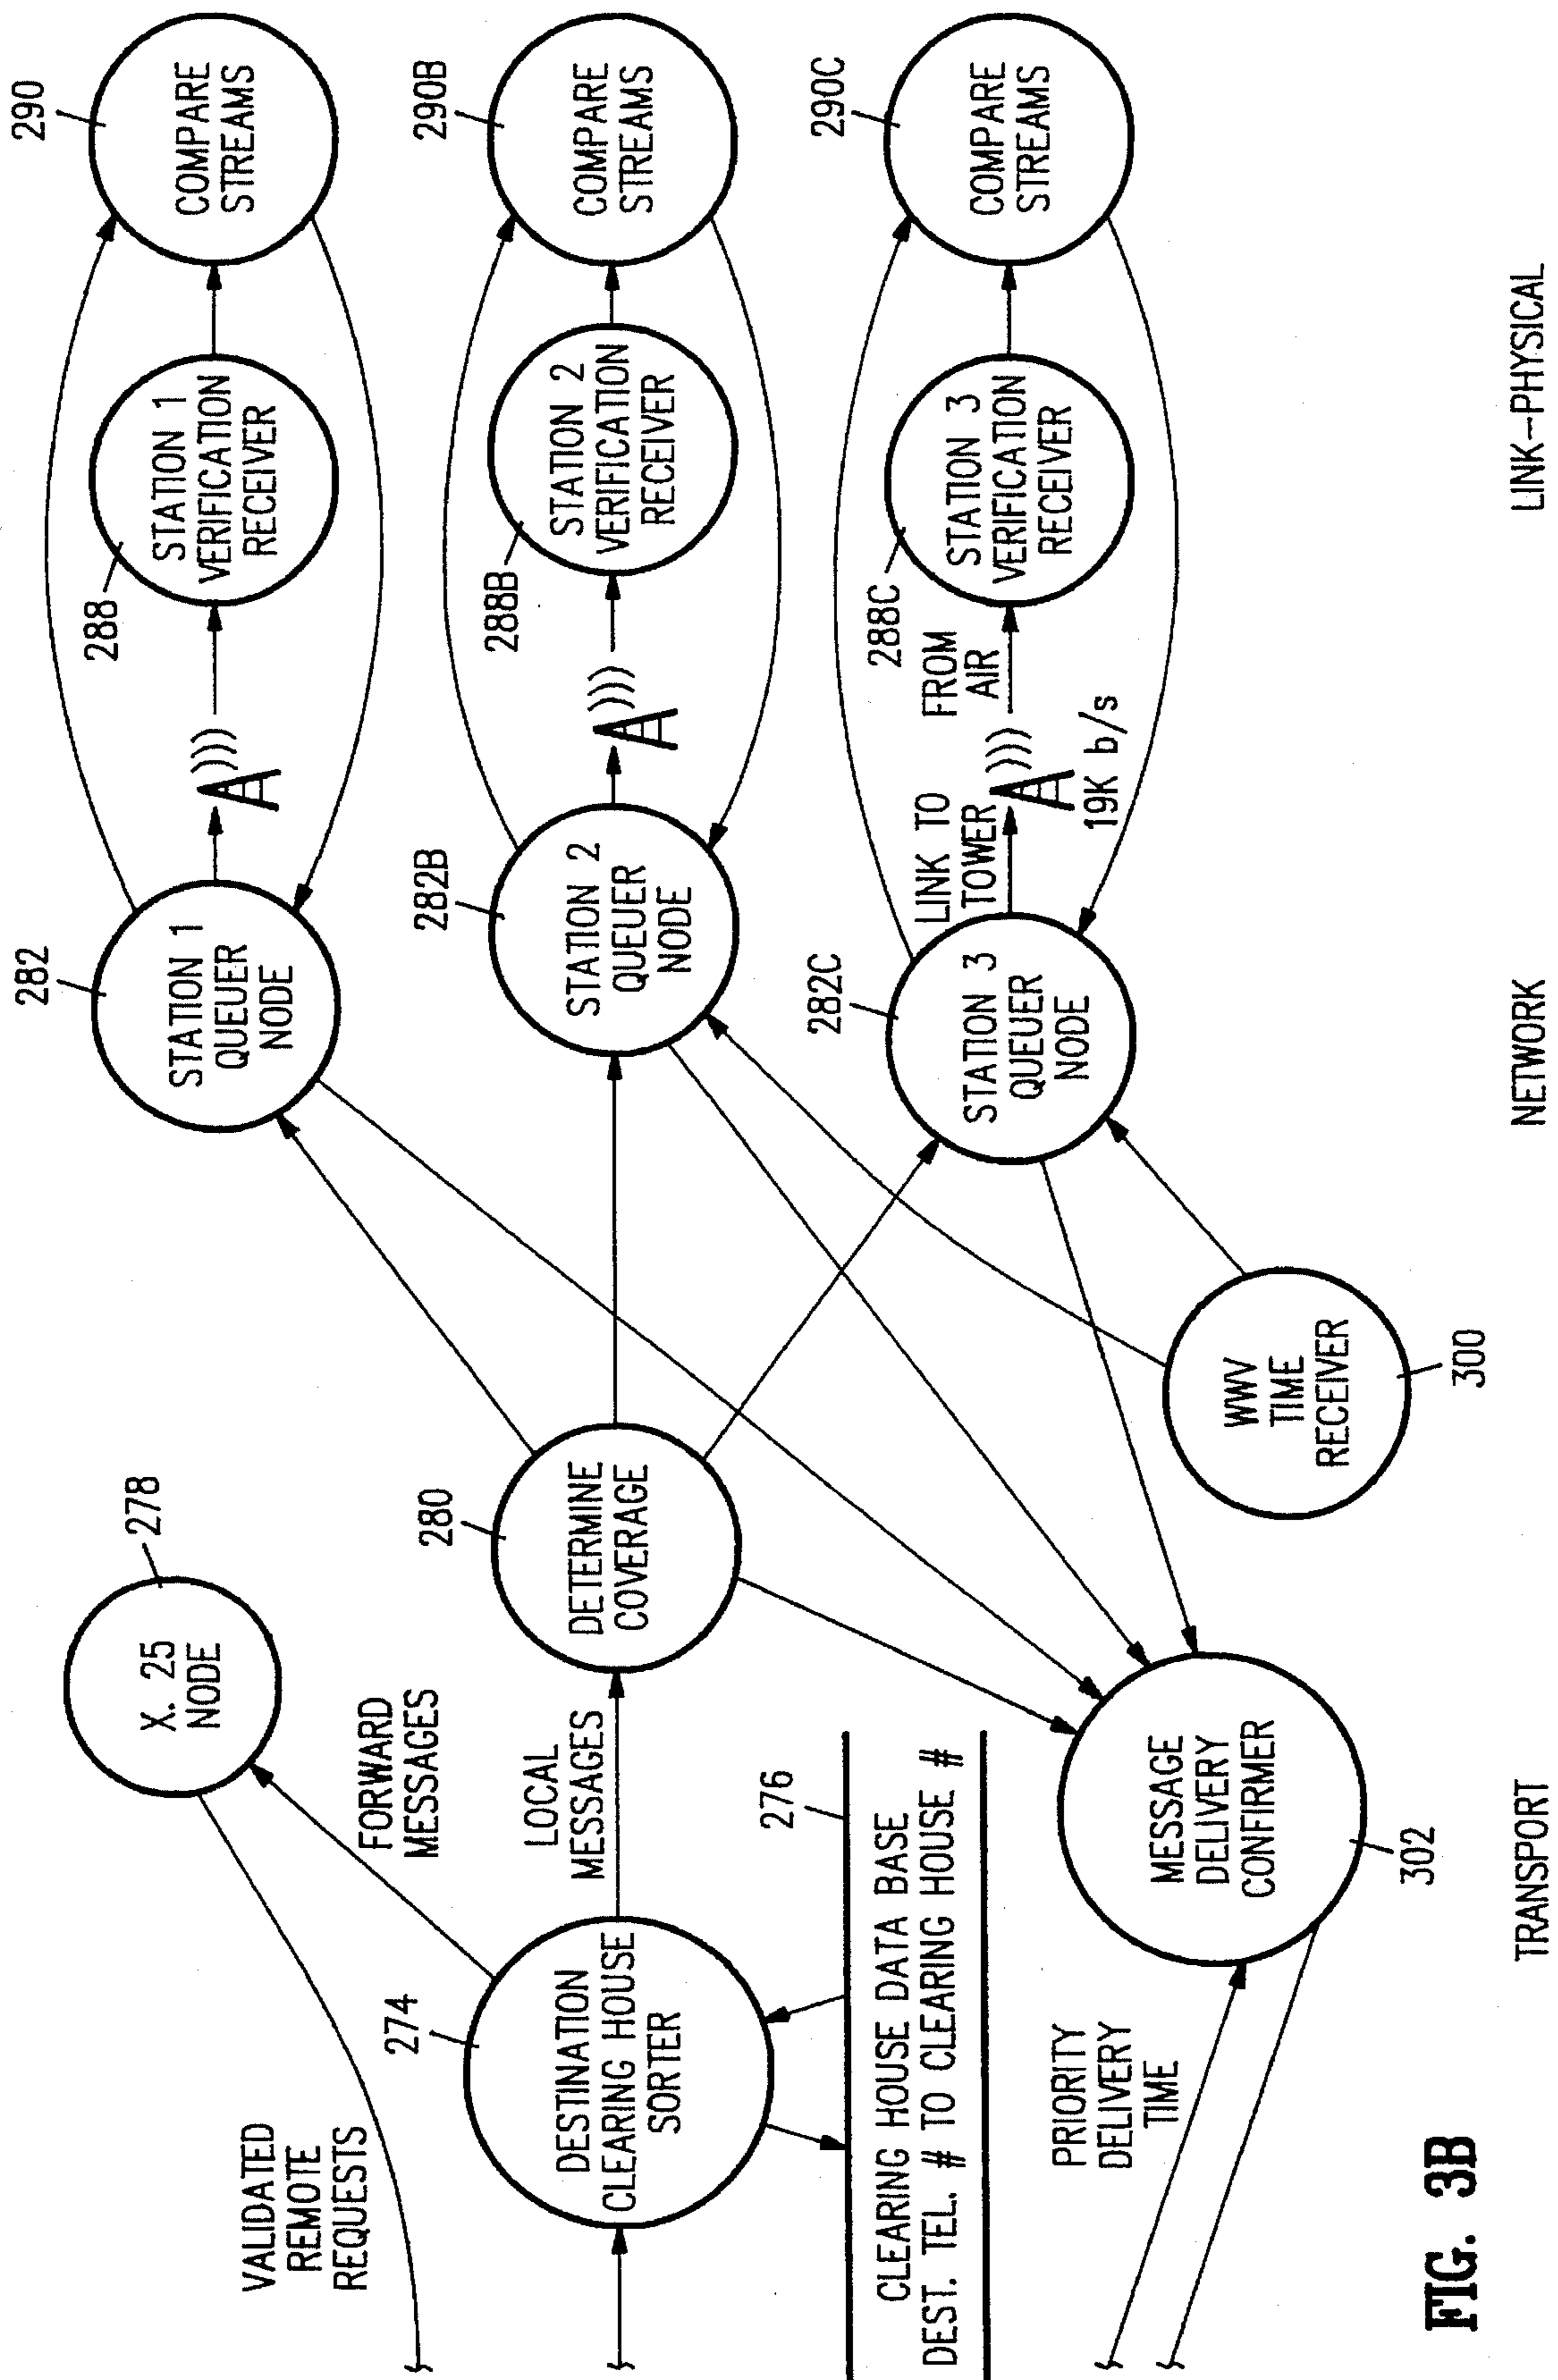 VALIDATED
REMOTE
REQUESTS
X. 25
NODE
278
FORWARD
MESSAGES
274
DESTINATION
CLEARING HOUSE
SORTER
LOCAL
MESSAGES
280
DETERMINE
COVERAGE
276
CLEARING HOUSE DATA BASE
DEST. TEL. # TO CLEARING HOUSE #
PRIORITY
DELIVERY
TIME
MESSAGE
DELIVERY
CONFIRMER
302
WWV
TIME
RECEIVER
300
282
STATION 1
QUEUER
NODE
288
STATION 1
VERIFICATION
RECEIVER
290
COMPARE
STREAMS
282B
STATION 2
QUEUER
NODE
288B
STATION 2
VERIFICATION
RECEIVER
290B
COMPARE
STREAMS
282C
STATION 3
QUEUER
NODE
LINK TO
TOWER
FROM
AIR
19K b/s
288C
STATION 3
VERIFICATION
RECEIVER
290C
COMPARE
STREAMS
TRANSPORT
NETWORK
LINK-PHYSICAL
FIG. 3B